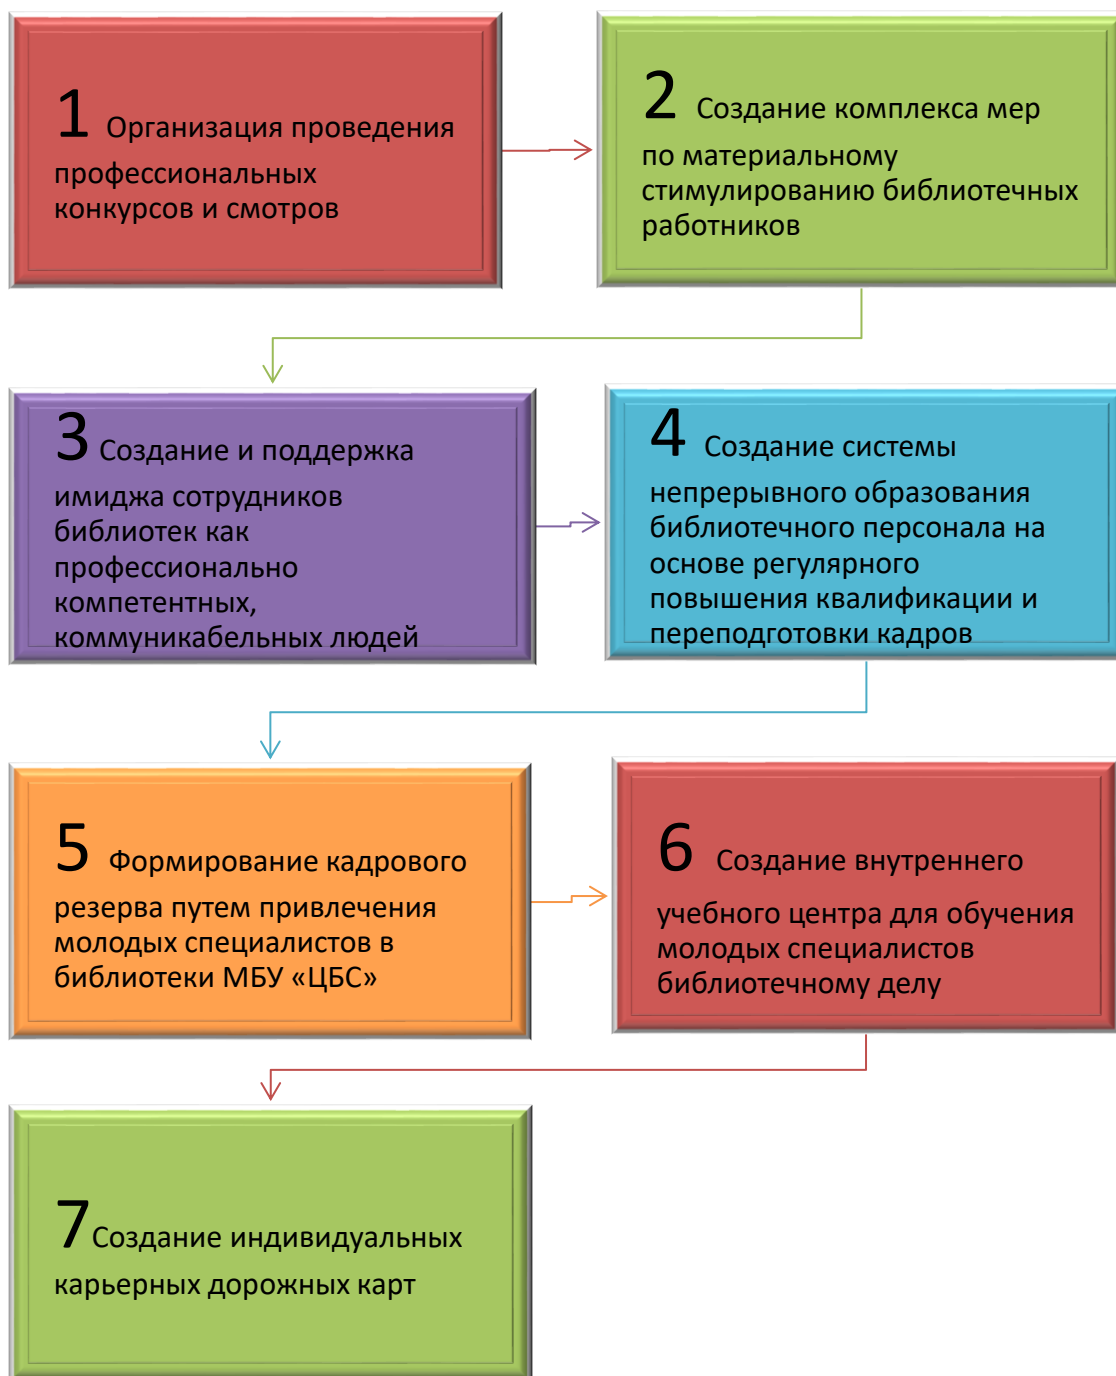 1 Организация проведения
профессиональных
конкурсов и смотров
2 Создание комплекса мер
по материальному
стимулированию библиотечных
работников
3 Создание и поддержка
имиджа сотрудников
библиотек как
профессионально
компетентных,
коммуникабельных людей
4 Создание системы
непрерывного образования
библиотечного персонала на
основе регулярного
повышения квалификации и
переподготовки кадров
5 Формирование кадрового
резерва путем привлечения
молодых специалистов в
библиотеки МБУ «ЦБС»
6 Создание внутреннего
учебного центра для обучения
молодых специалистов
библиотечному делу
7 Создание индивидуальных
карьерных дорожных карт